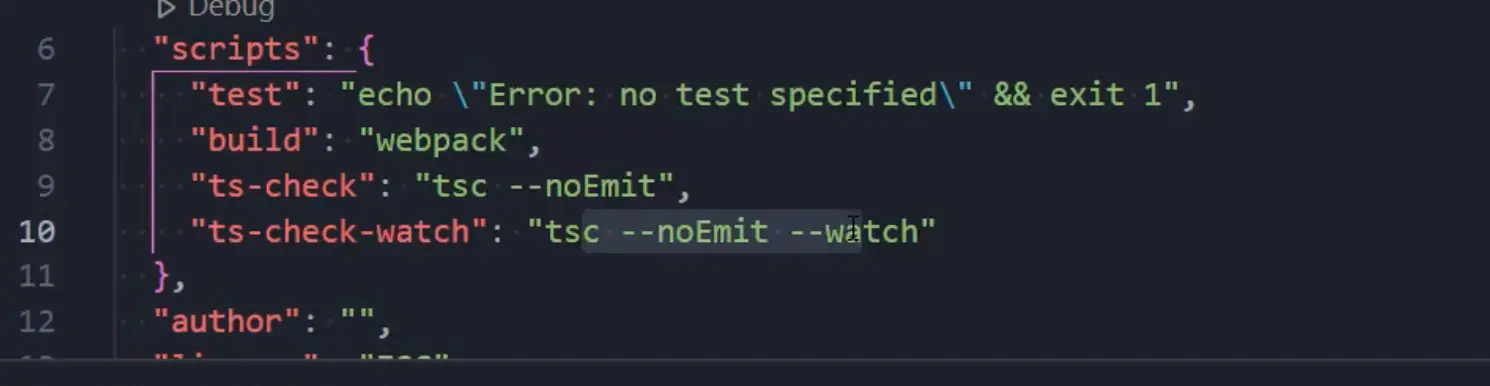 Debug
6 "scripts": {
7 "test": "echo \"Error: no test specified\" && exit 1",
8 "build": "webpack",
9 "ts-check": "tsc --noEmit",
10 "ts-check-watch": "tsc --noEmit --watch"
11 },
12 "author": "",